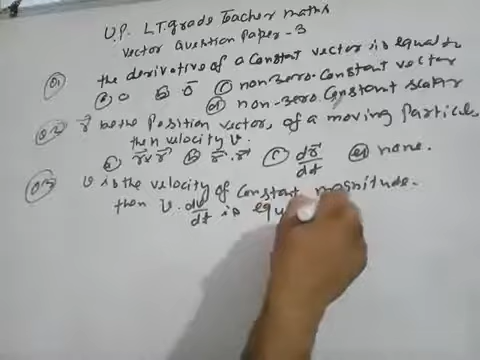 U.P. L.T. grade Teacher maths
Vector Question Paper - 3
Q1 the derivative of a constant vector is equal to
(a) 0 (b) 0̄ (c) non zero. Constant vector
(d) non-zero. Constant scalar
Q.2 r⃗ be the Position vector, of a moving Particle
then velocity v.
(a) r⃗×r⃗ (b) r⃗.r⃗ (c) dr⃗/dt (d) none.
Q.3 v is the velocity of constant magnitude.
then v. dv/dt is equ